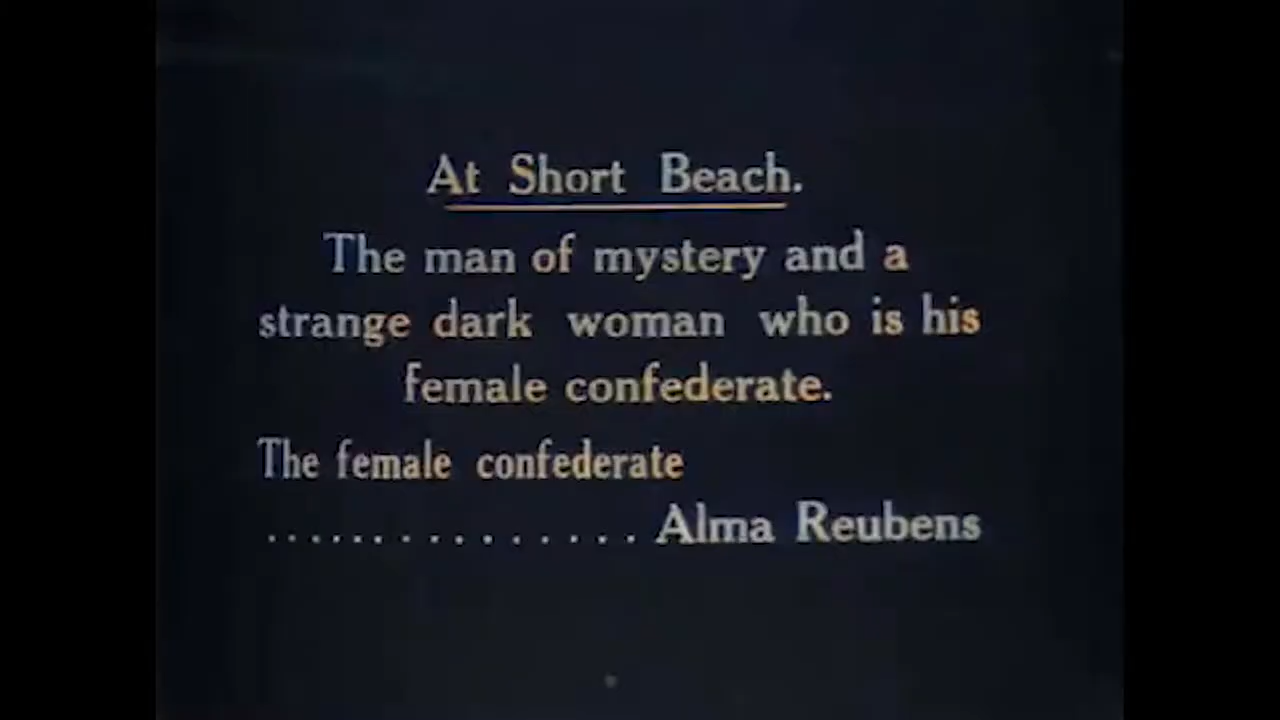 At Short Beach.
The man of mystery and a
strange dark woman who is his
female confederate.
The female confederate
................ Alma Reubens